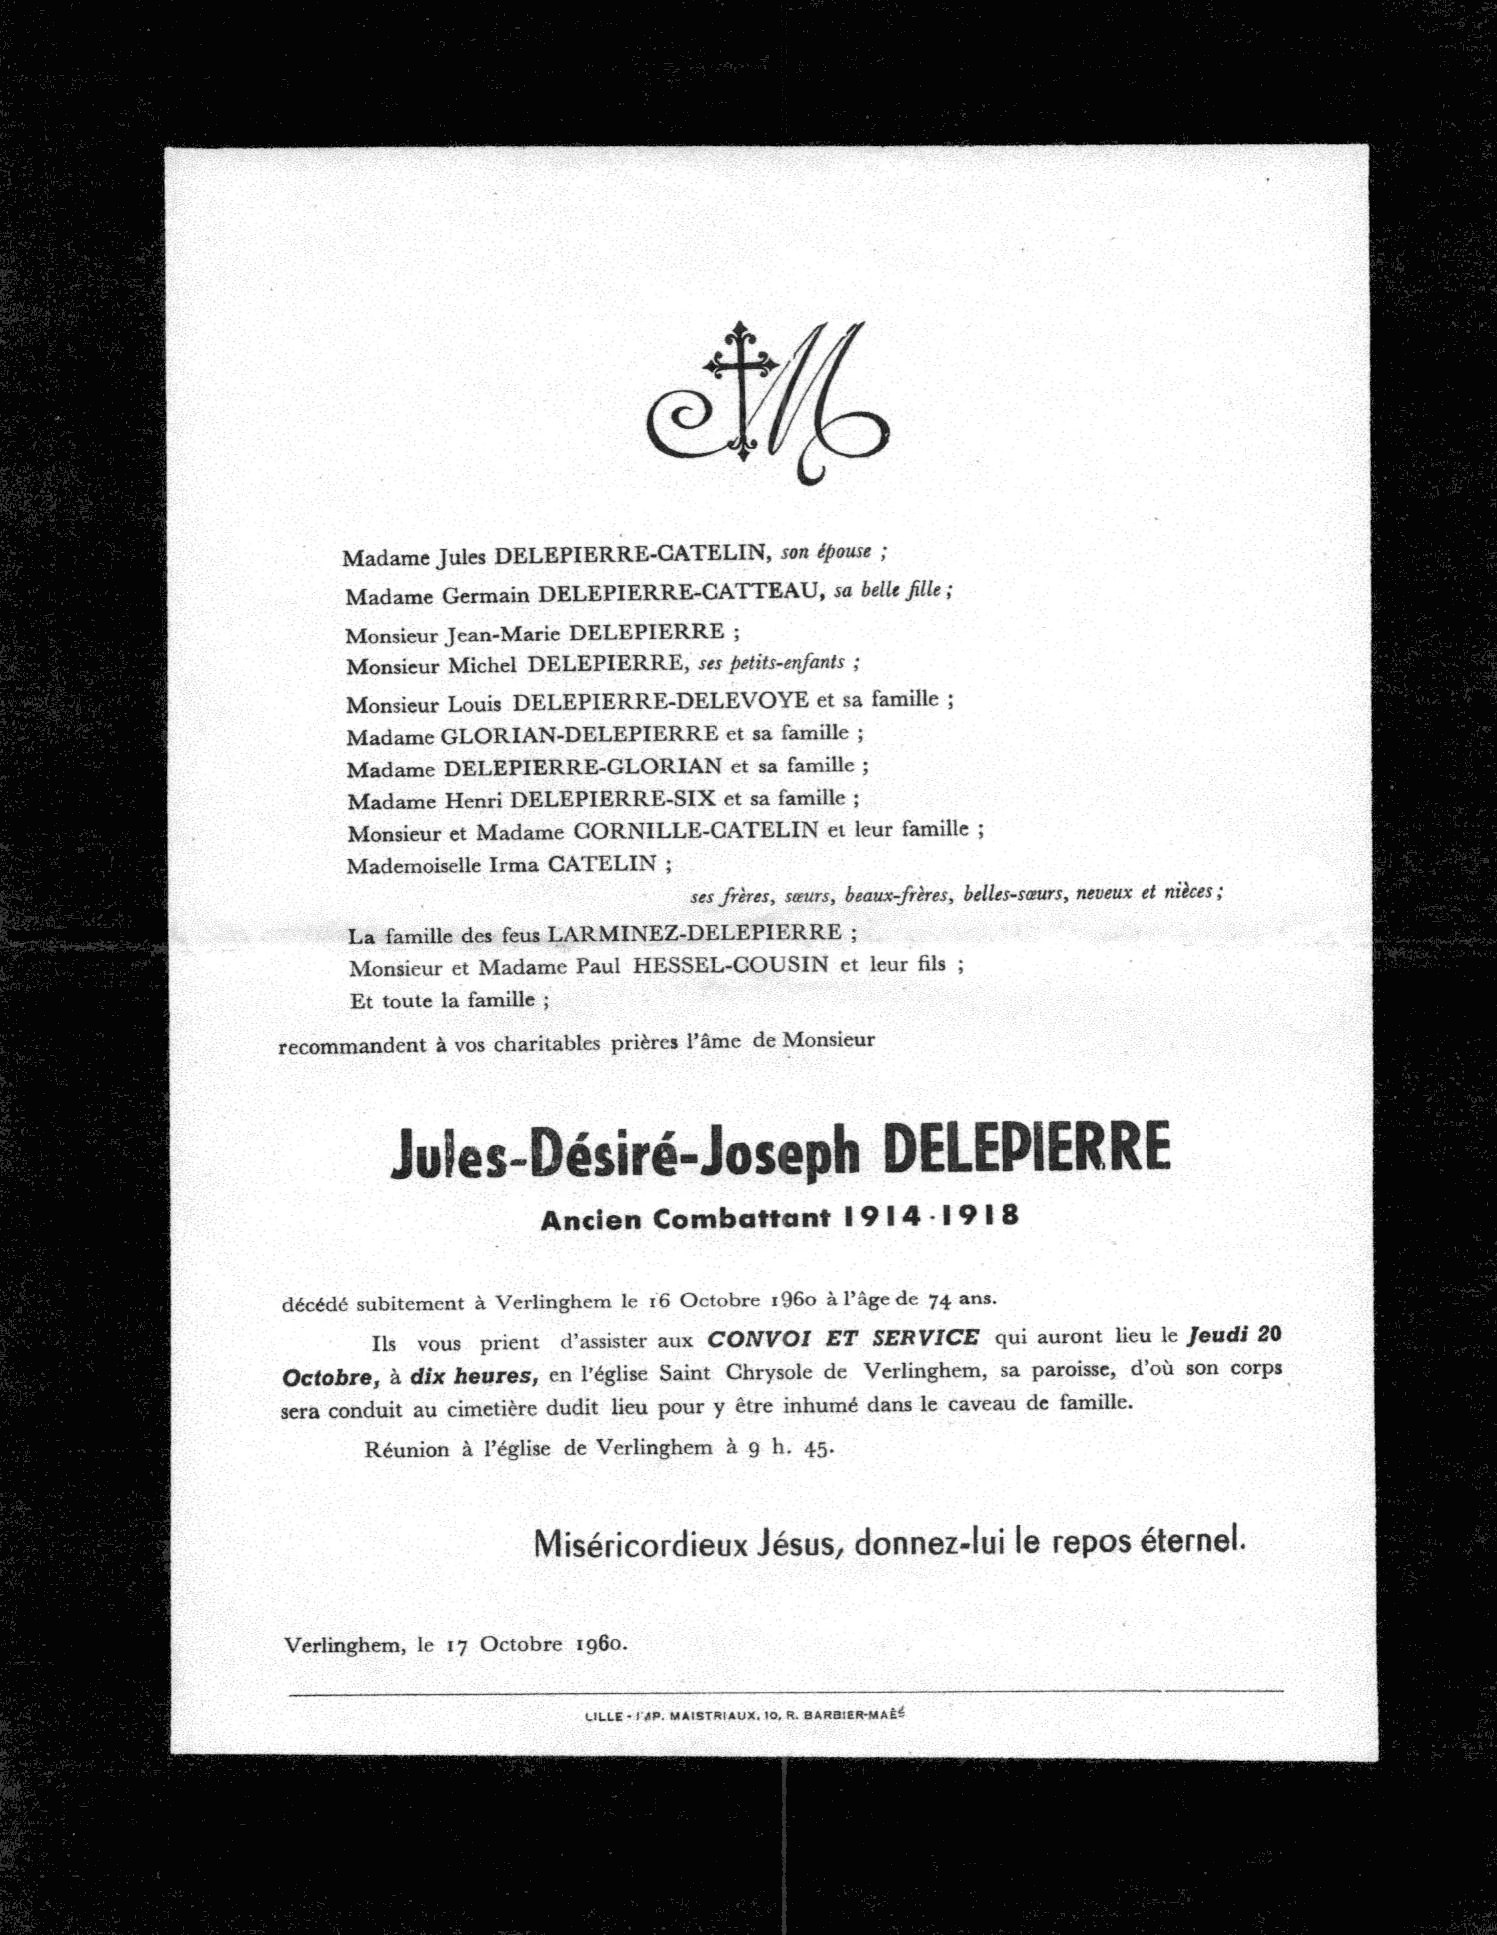 M
Madame Jules DELEPIERRE-CATELIN, son épouse ;
Madame Germain DELEPIERRE-CATTEAU, sa belle fille ;
Monsieur Jean-Marie DELEPIERRE ;
Monsieur Michel DELEPIERRE, ses petits-enfants ;
Monsieur Louis DELEPIERRE-DELEVOYE et sa famille ;
Madame GLORIAN-DELEPIERRE et sa famille ;
Madame DELEPIERRE-GLORIAN et sa famille ;
Madame Henri DELEPIERRE-SIX et sa famille ;
Monsieur et Madame CORNILLE-CATELIN et leur famille ;
Mademoiselle Irma CATELIN ;
ses frères, sœurs, beaux-frères, belles-sœurs, neveux et nièces ;
La famille des feus LARMINEZ-DELEPIERRE ;
Monsieur et Madame Paul HESSEL-COUSIN et leur fils ;
Et toute la famille ;
recommandent à vos charitables prières l'âme de Monsieur
Jules-Désiré-Joseph DELEPIERRE
Ancien Combattant 1914-1918
décédé subitement à Verlinghem le 16 Octobre 1960 à l'âge de 74 ans.
Ils vous prient d'assister aux CONVOI ET SERVICE qui auront lieu le Jeudi 20
Octobre, à dix heures, en l'église Saint Chrysole de Verlinghem, sa paroisse, d'où son corps
sera conduit au cimetière dudit lieu pour y être inhumé dans le caveau de famille.
Réunion à l'église de Verlinghem à 9 h. 45.
Miséricordieux Jésus, donnez-lui le repos éternel.
Verlinghem, le 17 Octobre 1960.
LILLE - IMP. MAISTRIAUX, 10, R. BARBIER-MAËS